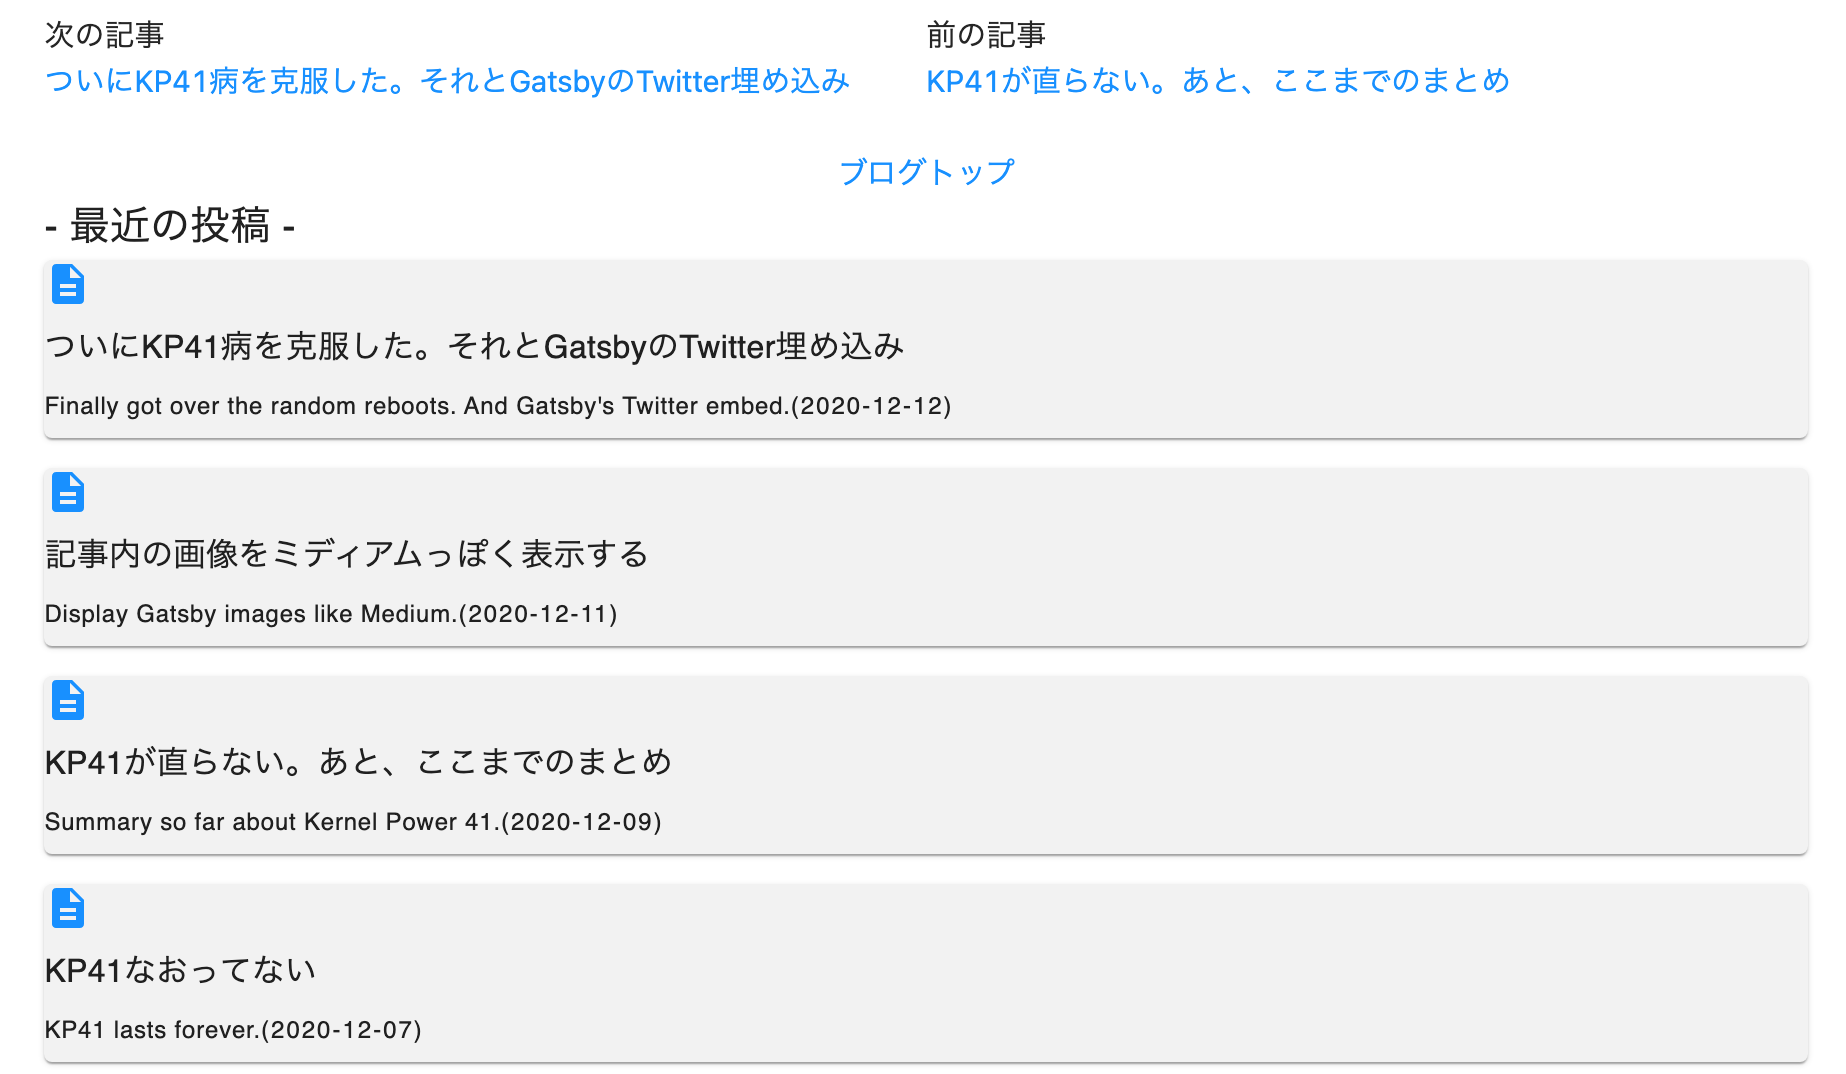 次の記事
ついにKP41病を克服した。それとGatsbyのTwitter埋め込み
前の記事
KP41が直らない。あと、ここまでのまとめ
ブログトップ
- 最近の投稿 -
ついにKP41病を克服した。それとGatsbyのTwitter埋め込み
Finally got over the random reboots. And Gatsby's Twitter embed.(2020-12-12)
記事内の画像をミディアムっぽく表示する
Display Gatsby images like Medium.(2020-12-11)
KP41が直らない。あと、ここまでのまとめ
Summary so far about Kernel Power 41.(2020-12-09)
KP41なおってない
KP41 lasts forever.(2020-12-07)